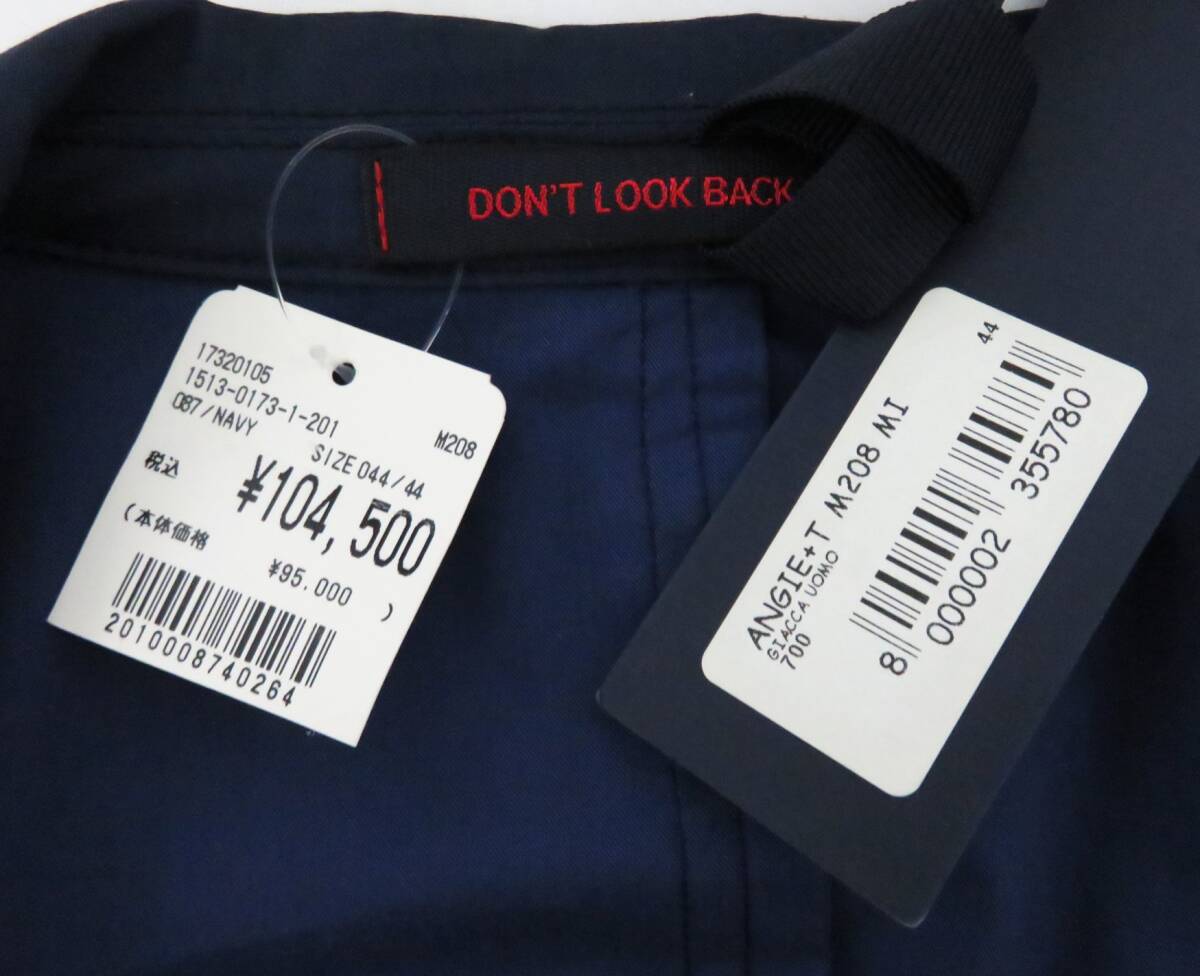 DON'T LOOK BACK
17320105
1513-0173-1-201
087/NAVY M208
SIZE 044/44
税込 ¥104,500
(本体価格 ¥95.000 )
2010008740264
44
ANGIE+T M208 MI
GIACCA UOMO
700
8 000002 355780